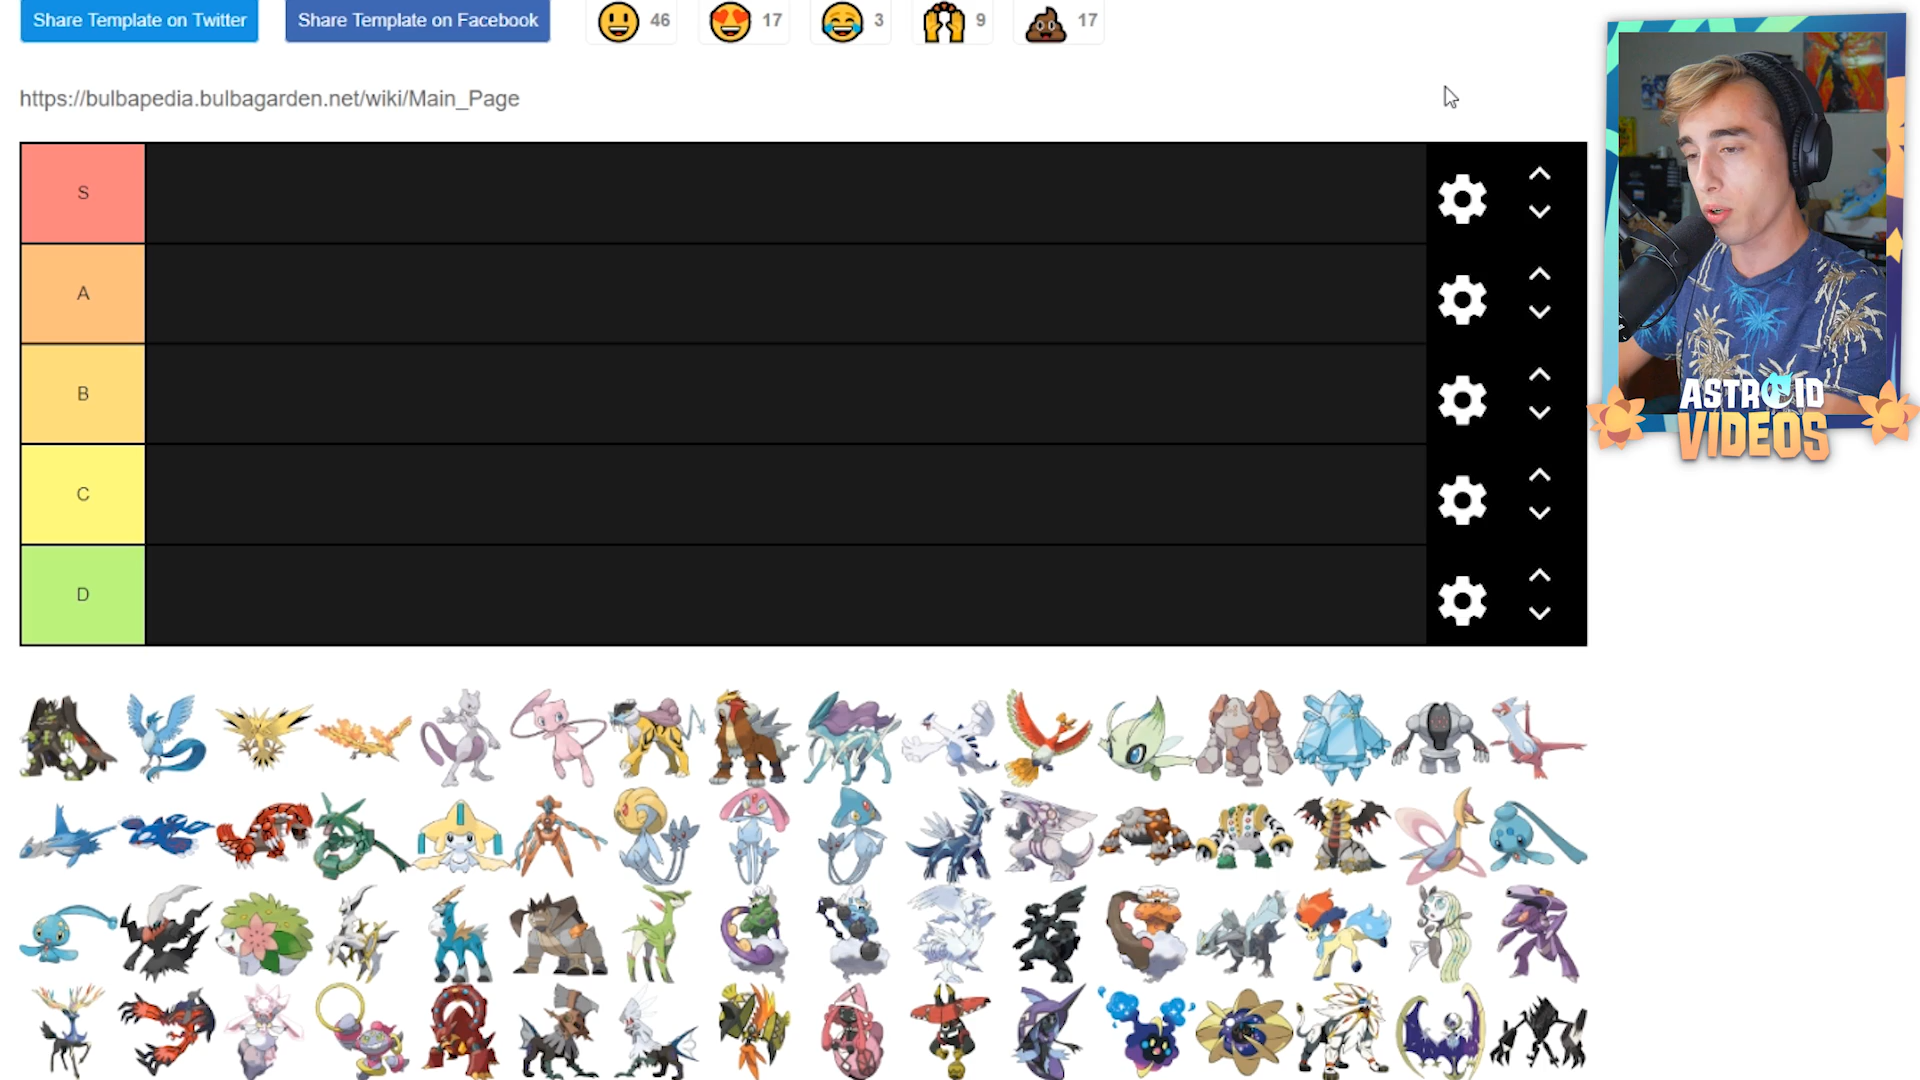 Share Template on Twitter
Share Template on Facebook
46
17
3
9
17
https://bulbapedia.bulbagarden.net/wiki/Main_Page
S
A
B
C
D
ASTROID
VIDEOS